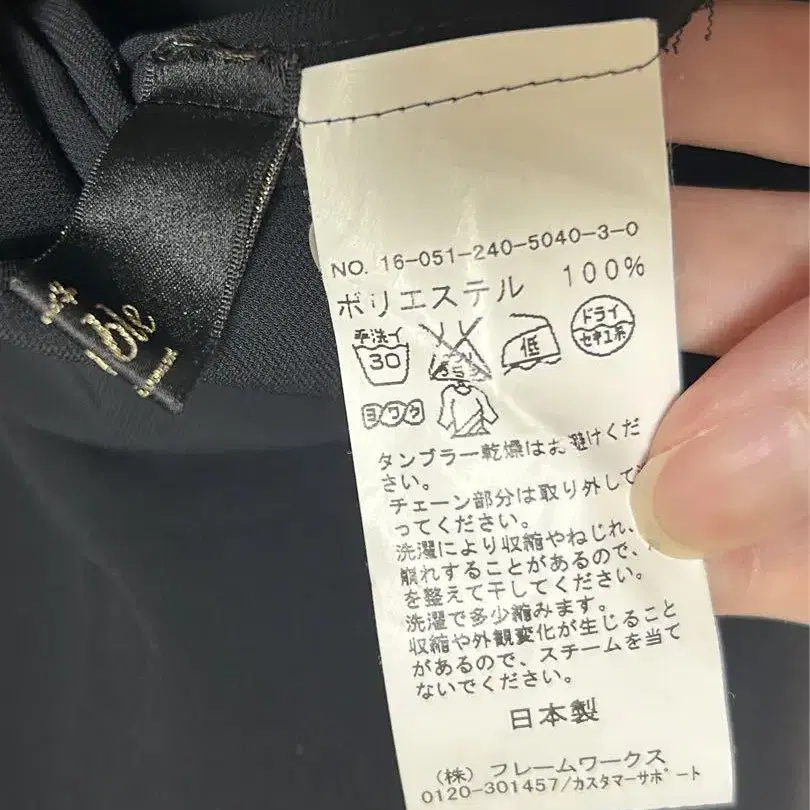 NO. 16-051-240-5040-3-0
ポリエステル 100%
手洗イ
30
エンソ
サラシ
低
ドライ
セキユ系
ヨワク
タンブラー乾燥はお避けくだ
さい。
チェーン部分は取り外して
ってください。
洗濯により収縮やねじれ、
崩れすることがあるので、
を整えて干してください。
洗濯で多少縮みます。
収縮や外観変化が生じること
があるので、スチームを当て
ないでください。
日本製
(株) フレームワークス
0120-301457/カスタマーサポート